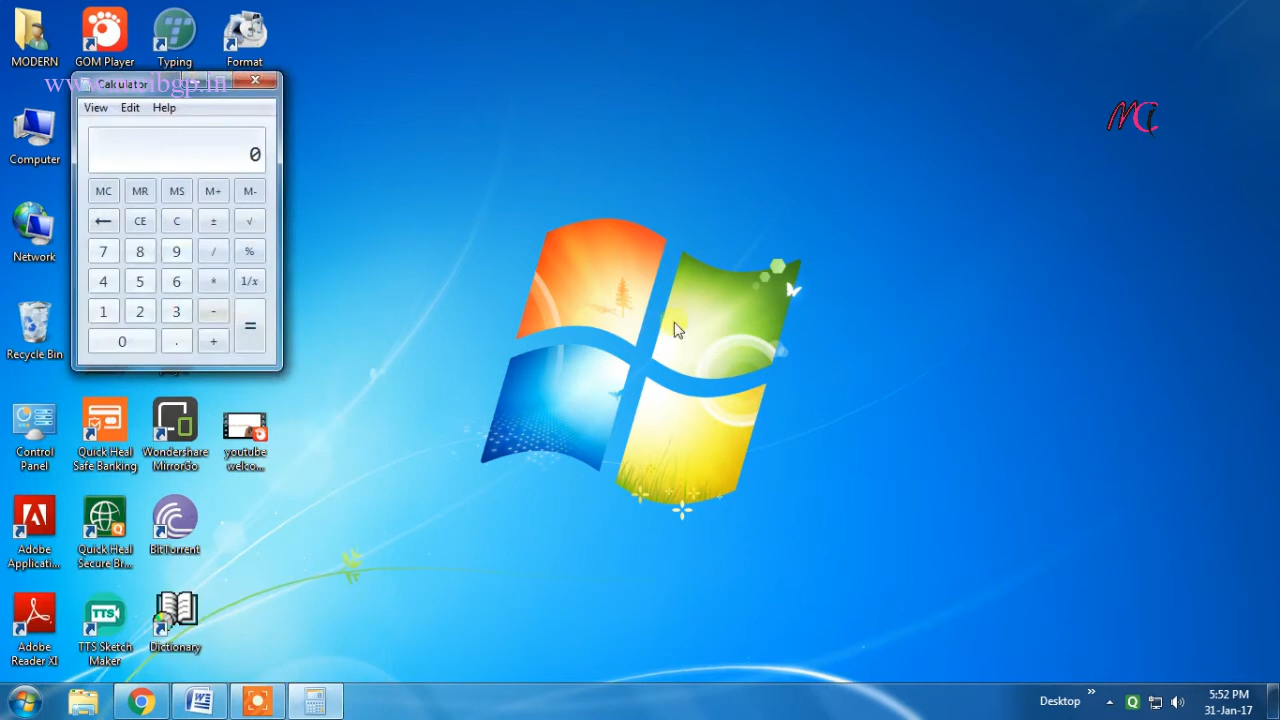 MODERN
GOM Player
Typing
Format
Calculator
View Edit Help
0
MC MR MS M+ M-
← CE C ± √
7 8 9 / %
4 5 6 * 1/x
1 2 3 - =
0 . +
Computer
Network
Recycle Bin
MCi
Control
Panel
Quick Heal
Safe Banking
Wondershare
MirrorGo
youtube
welco...
Adobe
Applicati...
Quick Heal
Secure Br...
BitTorrent
Adobe
Reader XI
TTS
TTS Sketch
Maker
Dictionary
Desktop
»
5:52 PM
31-Jan-17